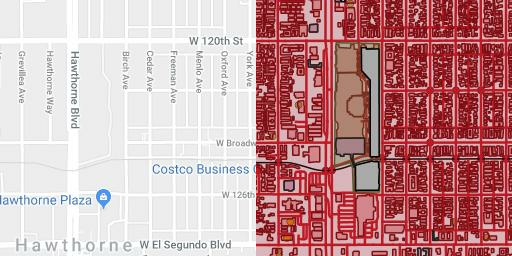 W 120th St
Grevillea Ave
Hawthorne Way
Hawthorne Blvd
Birch Ave
Cedar Ave
Freeman Ave
Menlo Ave
Oxford Ave
York Ave
W Broadw
Costco Business C
W 126th
awthorne Plaza
Hawthorne
W El Segundo Blvd